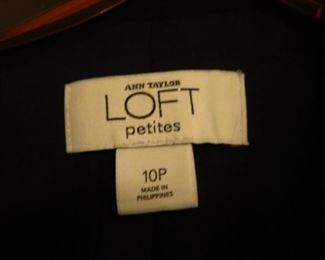 ANN TAYLOR
LOFT
petites
10P
MADE IN
PHILIPPINES